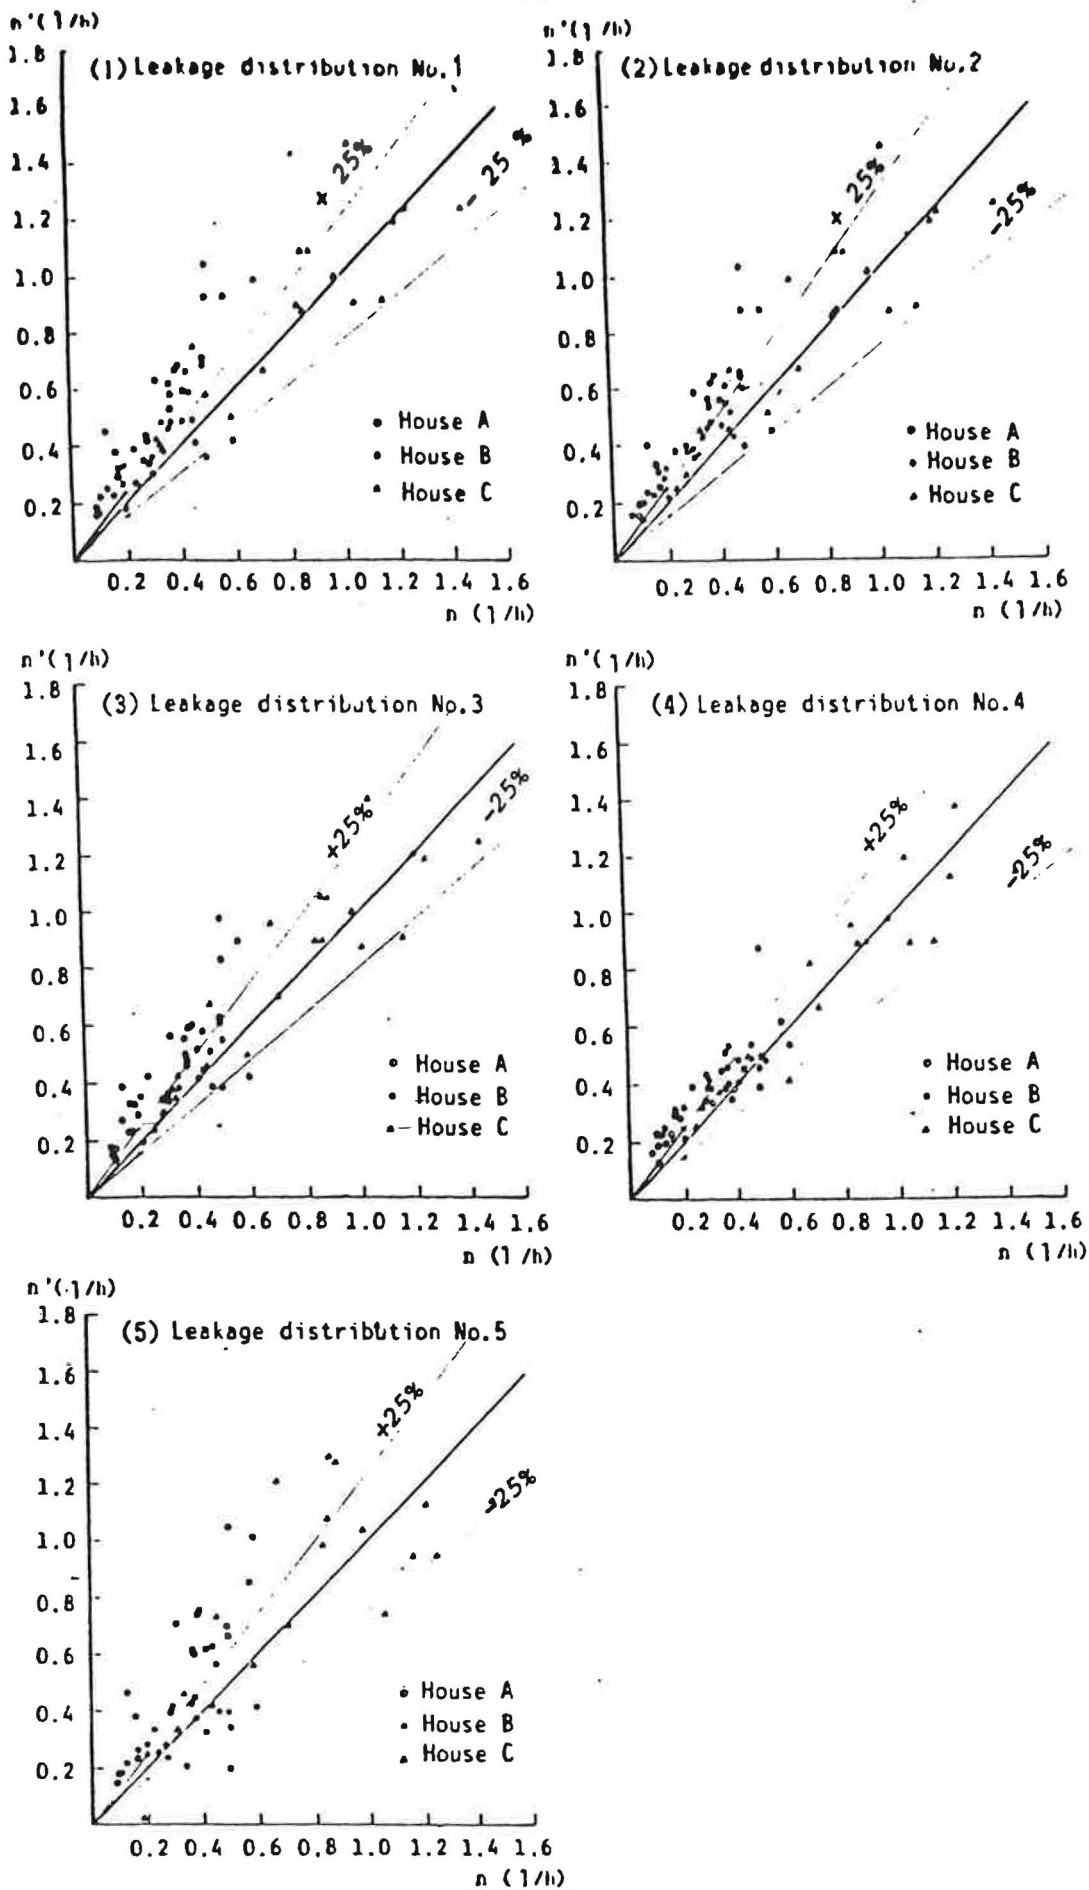 n'(1/h)
1.8
(1) Leakage distribution No.1
1.6
1.4
1.2
1.0
0.8
0.6
0.4
0.2
25%
- 25 %
House A
House B
House C
0.2 0.4 0.6 0.8 1.0 1.2 1.4 1.6
n (1/h)
n'(1/h)
1.8
(2) Leakage distribution No.2
1.6
1.4
1.2
1.0
0.8
0.6
0.4
0.2
+25%
-25%
House A
House B
House C
0.2 0.4 0.6 0.8 1.0 1.2 1.4 1.6
n (1/h)
n'(1/h)
1.8
(3) Leakage distribution No.3
1.6
1.4
1.2
1.0
0.8
0.6
0.4
0.2
+25%
-25%
House A
House B
House C
0.2 0.4 0.6 0.8 1.0 1.2 1.4 1.6
n (1/h)
n'(1/h)
1.8
(4) Leakage distribution No.4
1.6
1.4
1.2
1.0
0.8
0.6
0.4
0.2
+25%
-25%
House A
House B
House C
0.2 0.4 0.6 0.8 1.0 1.2 1.4 1.6
n (1/h)
n'(1/h)
1.8
(5) Leakage distribution No.5
1.6
1.4
1.2
1.0
0.8
0.6
0.4
0.2
+25%
-25%
House A
House B
House C
0.2 0.4 0.6 0.8 1.0 1.2 1.4 1.6
n (1/h)